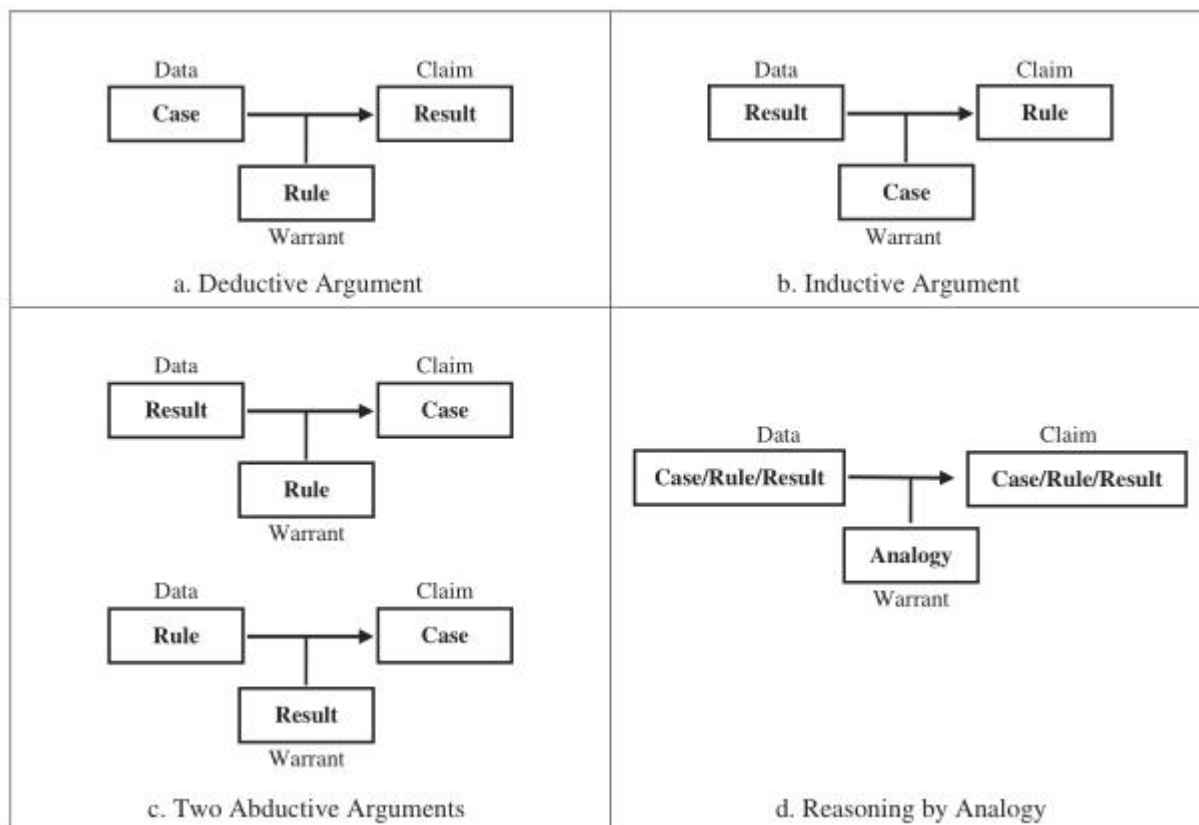 Data Claim
Case Result
Rule
Warrant
a. Deductive Argument
Data Claim
Result Rule
Case
Warrant
b. Inductive Argument
Data Claim
Result Case
Rule
Warrant
Data Claim
Rule Case
Result
Warrant
c. Two Abductive Arguments
Data Claim
Case/Rule/Result Case/Rule/Result
Analogy
Warrant
d. Reasoning by Analogy